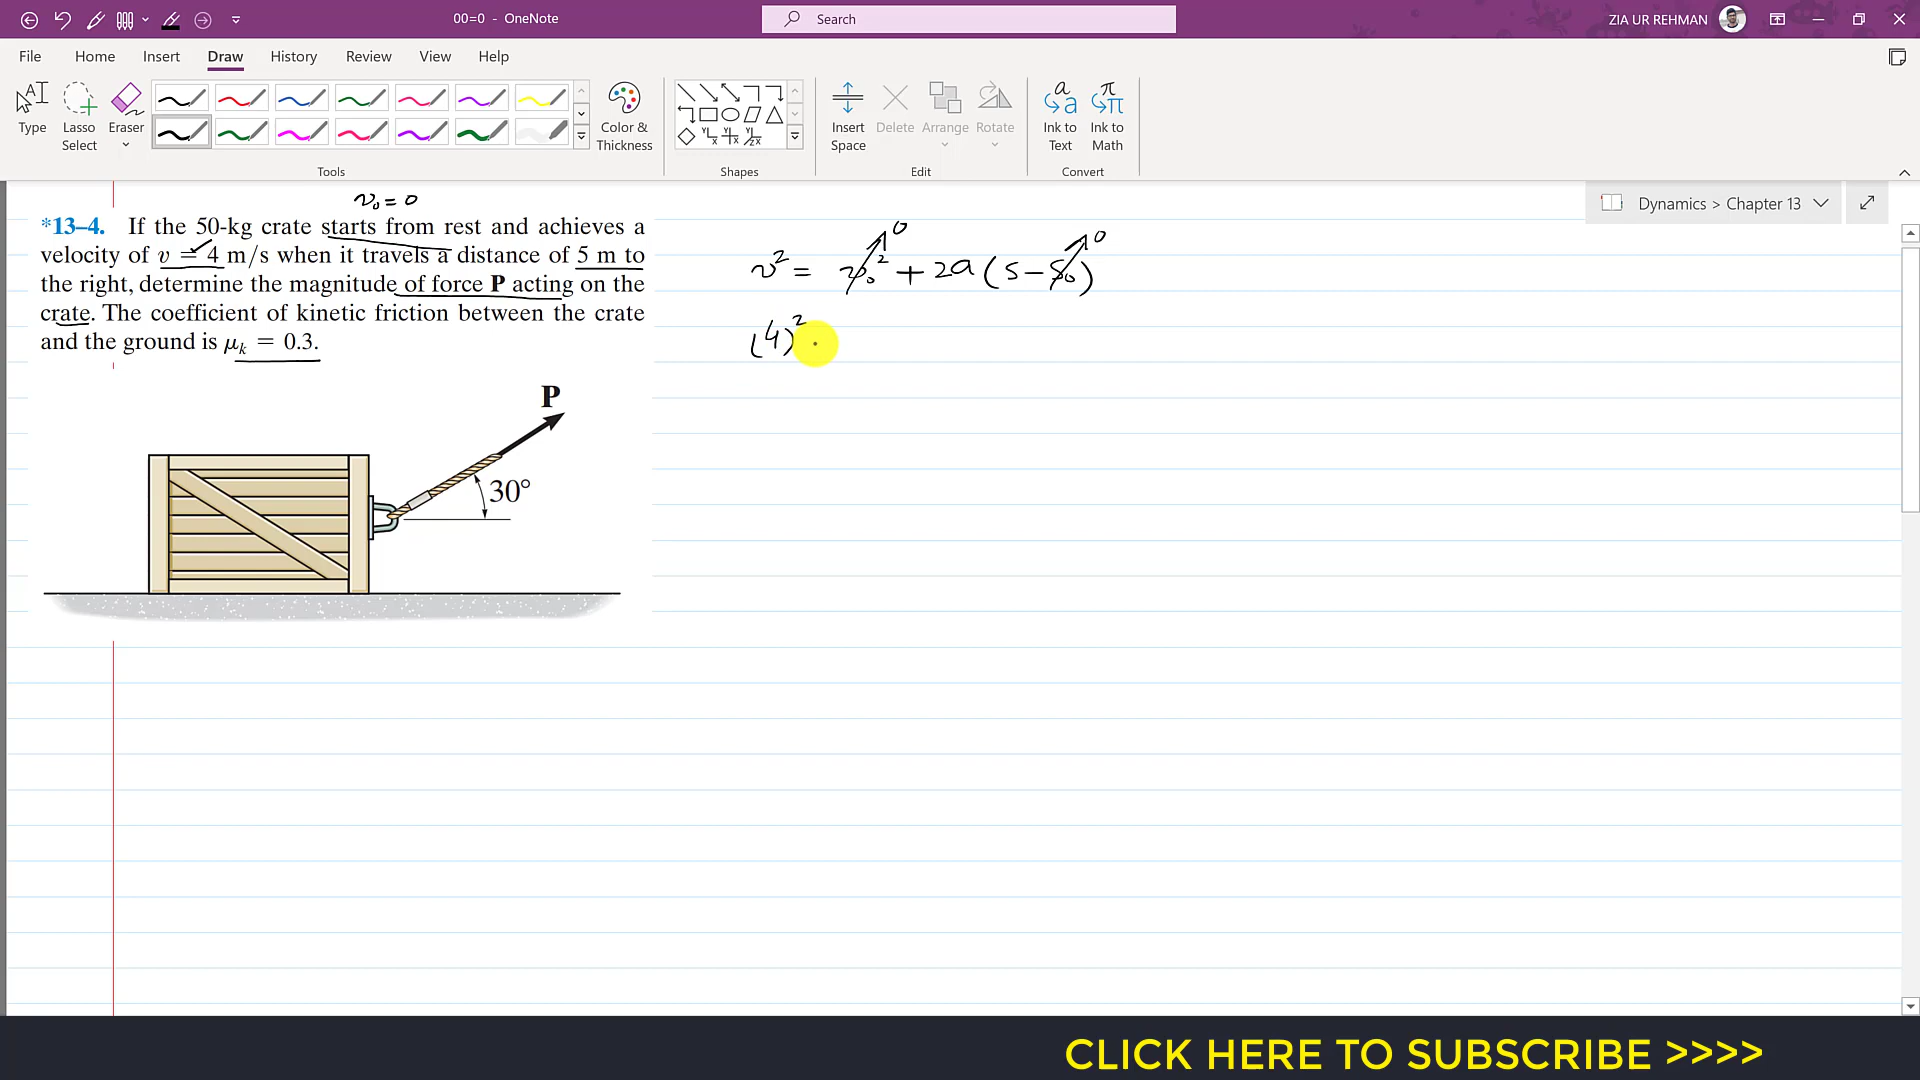 00=0 - OneNote
Search
ZIA UR REHMAN
File Home Insert Draw History View Help
Type
Lasso Select
Eraser
Color & Thickness
Insert Space
Delete
Arrange
Rotate
Ink to Text
Ink to Math
Tools
Shapes
Edit
Convert
Dynamics > Chapter 13
v₀ = 0
*13–4. If the 50-kg crate starts from rest and achieves a
velocity of v = 4 m/s when it travels a distance of 5 m to
the right, determine the magnitude of force P acting on the
crate. The coefficient of kinetic friction between the crate
and the ground is μk = 0.3.
P
30°
0 0
v² = v₀² + 2a (s - s₀)
(4)²
CLICK HERE TO SUBSCRIBE >>>>